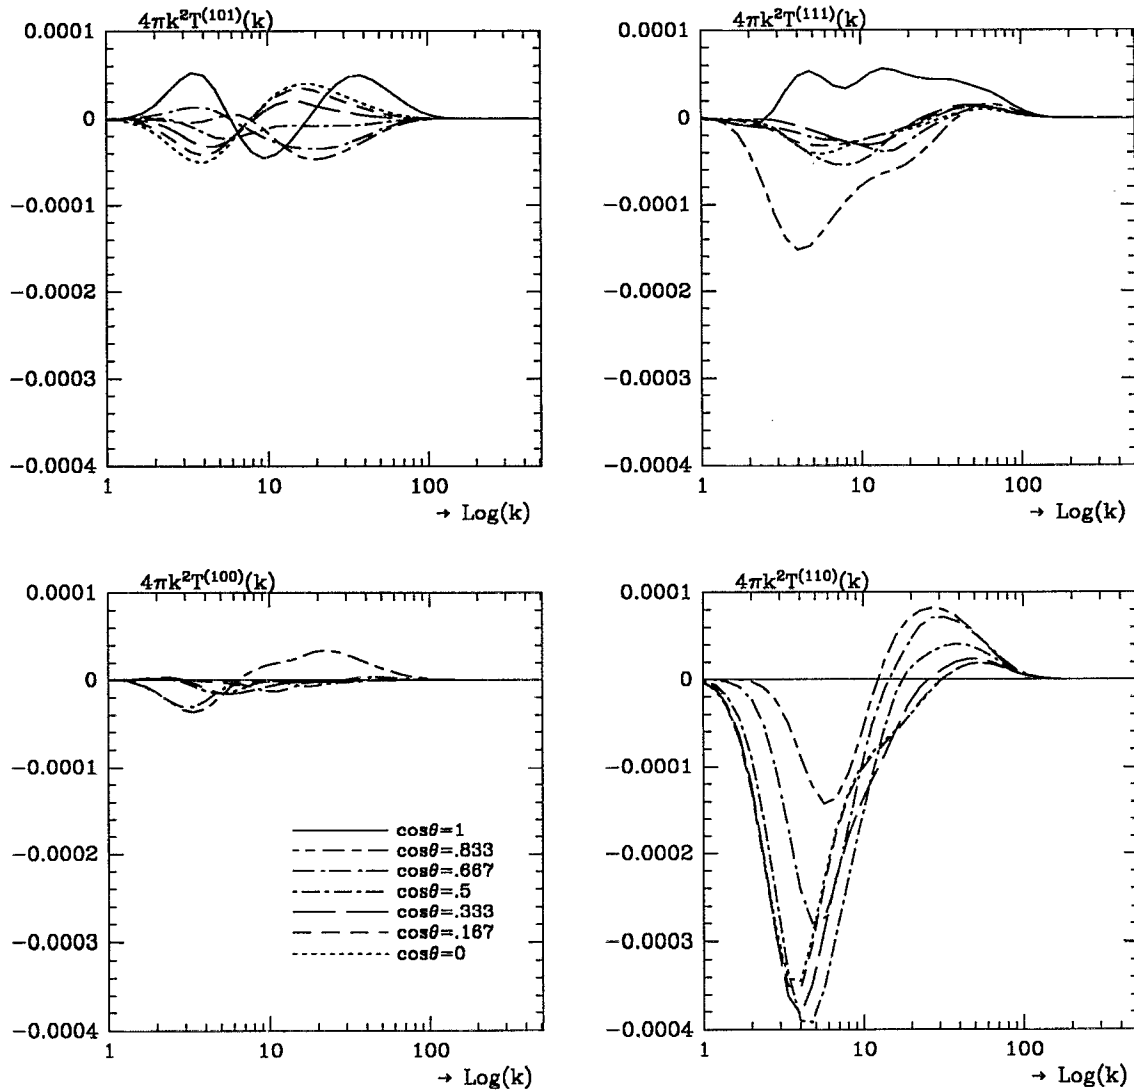 4πk²T⁽¹⁰¹⁾(k)
0.0001
0
−0.0001
−0.0002
−0.0003
−0.0004
1 10 100
→ Log(k)
4πk²T⁽¹¹¹⁾(k)
0.0001
0
−0.0001
−0.0002
−0.0003
−0.0004
1 10 100
→ Log(k)
4πk²T⁽¹⁰⁰⁾(k)
0.0001
0
−0.0001
−0.0002
−0.0003
−0.0004
cosθ=1
cosθ=.833
cosθ=.667
cosθ=.5
cosθ=.333
cosθ=.167
cosθ=0
1 10 100
→ Log(k)
4πk²T⁽¹¹⁰⁾(k)
0.0001
0
−0.0001
−0.0002
−0.0003
−0.0004
1 10 100
→ Log(k)